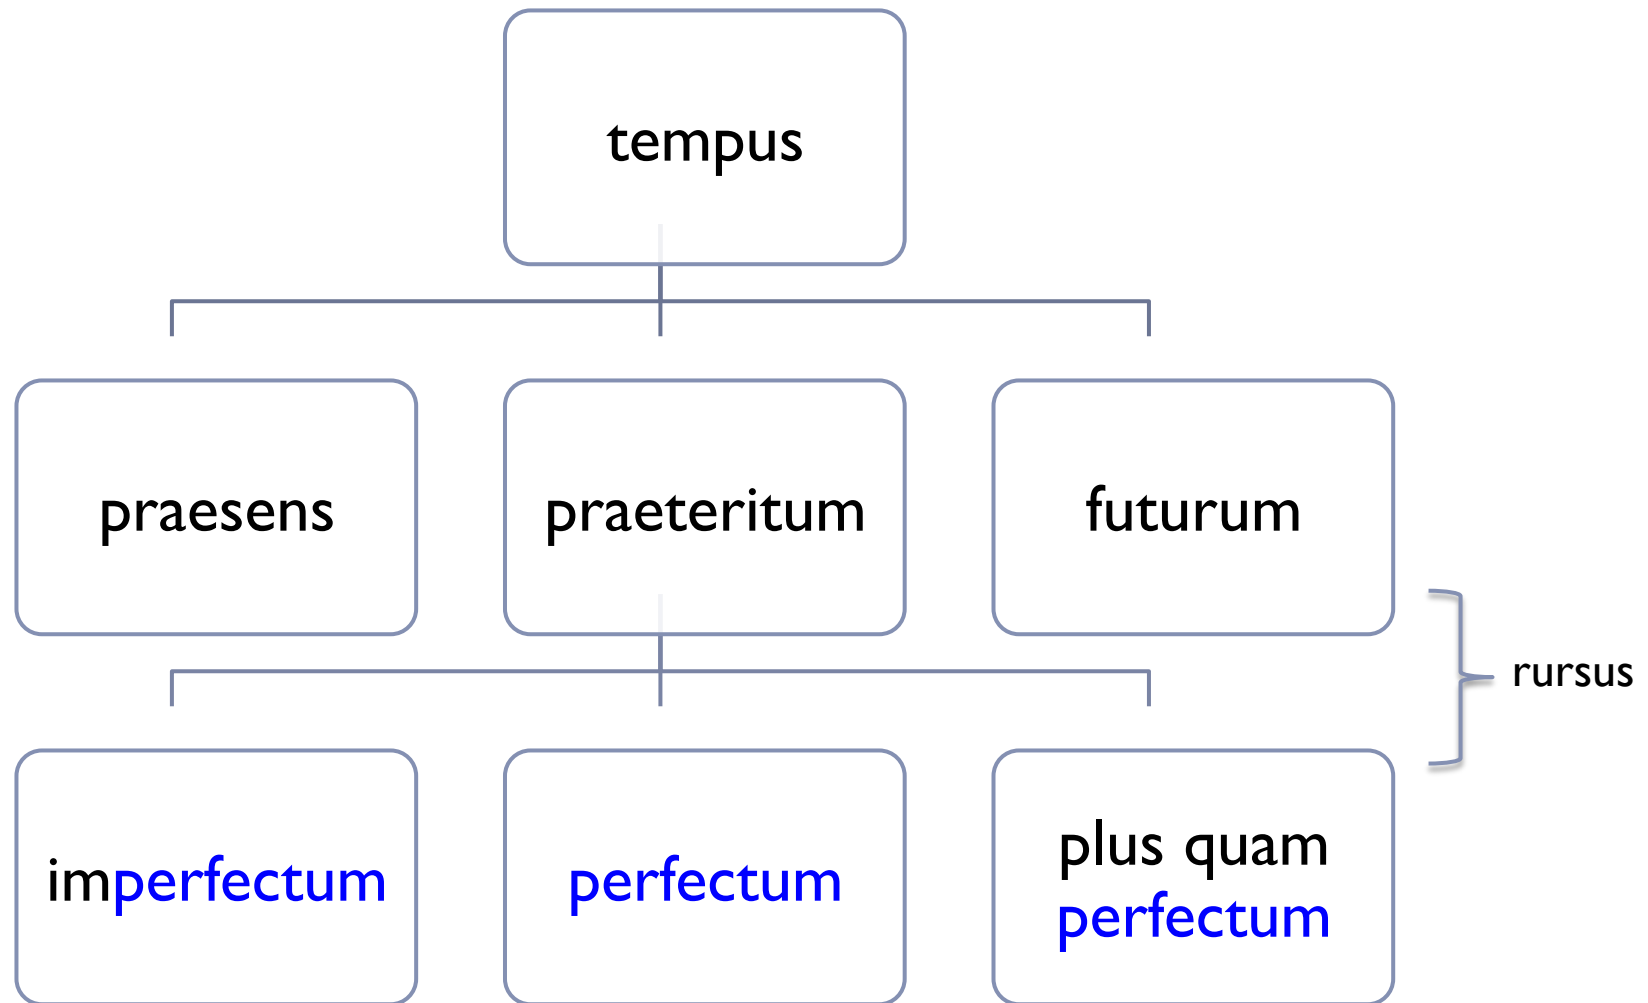 tempus
praesens
praeteritum
futurum
rursus
imperfectum
perfectum
plus quam
perfectum